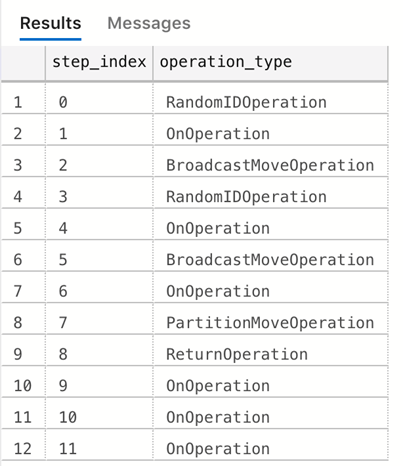 Results Messages
step_index operation_type
1 0 RandomIDOperation
2 1 OnOperation
3 2 BroadcastMoveOperation
4 3 RandomIDOperation
5 4 OnOperation
6 5 BroadcastMoveOperation
7 6 OnOperation
8 7 PartitionMoveOperation
9 8 ReturnOperation
10 9 OnOperation
11 10 OnOperation
12 11 OnOperation